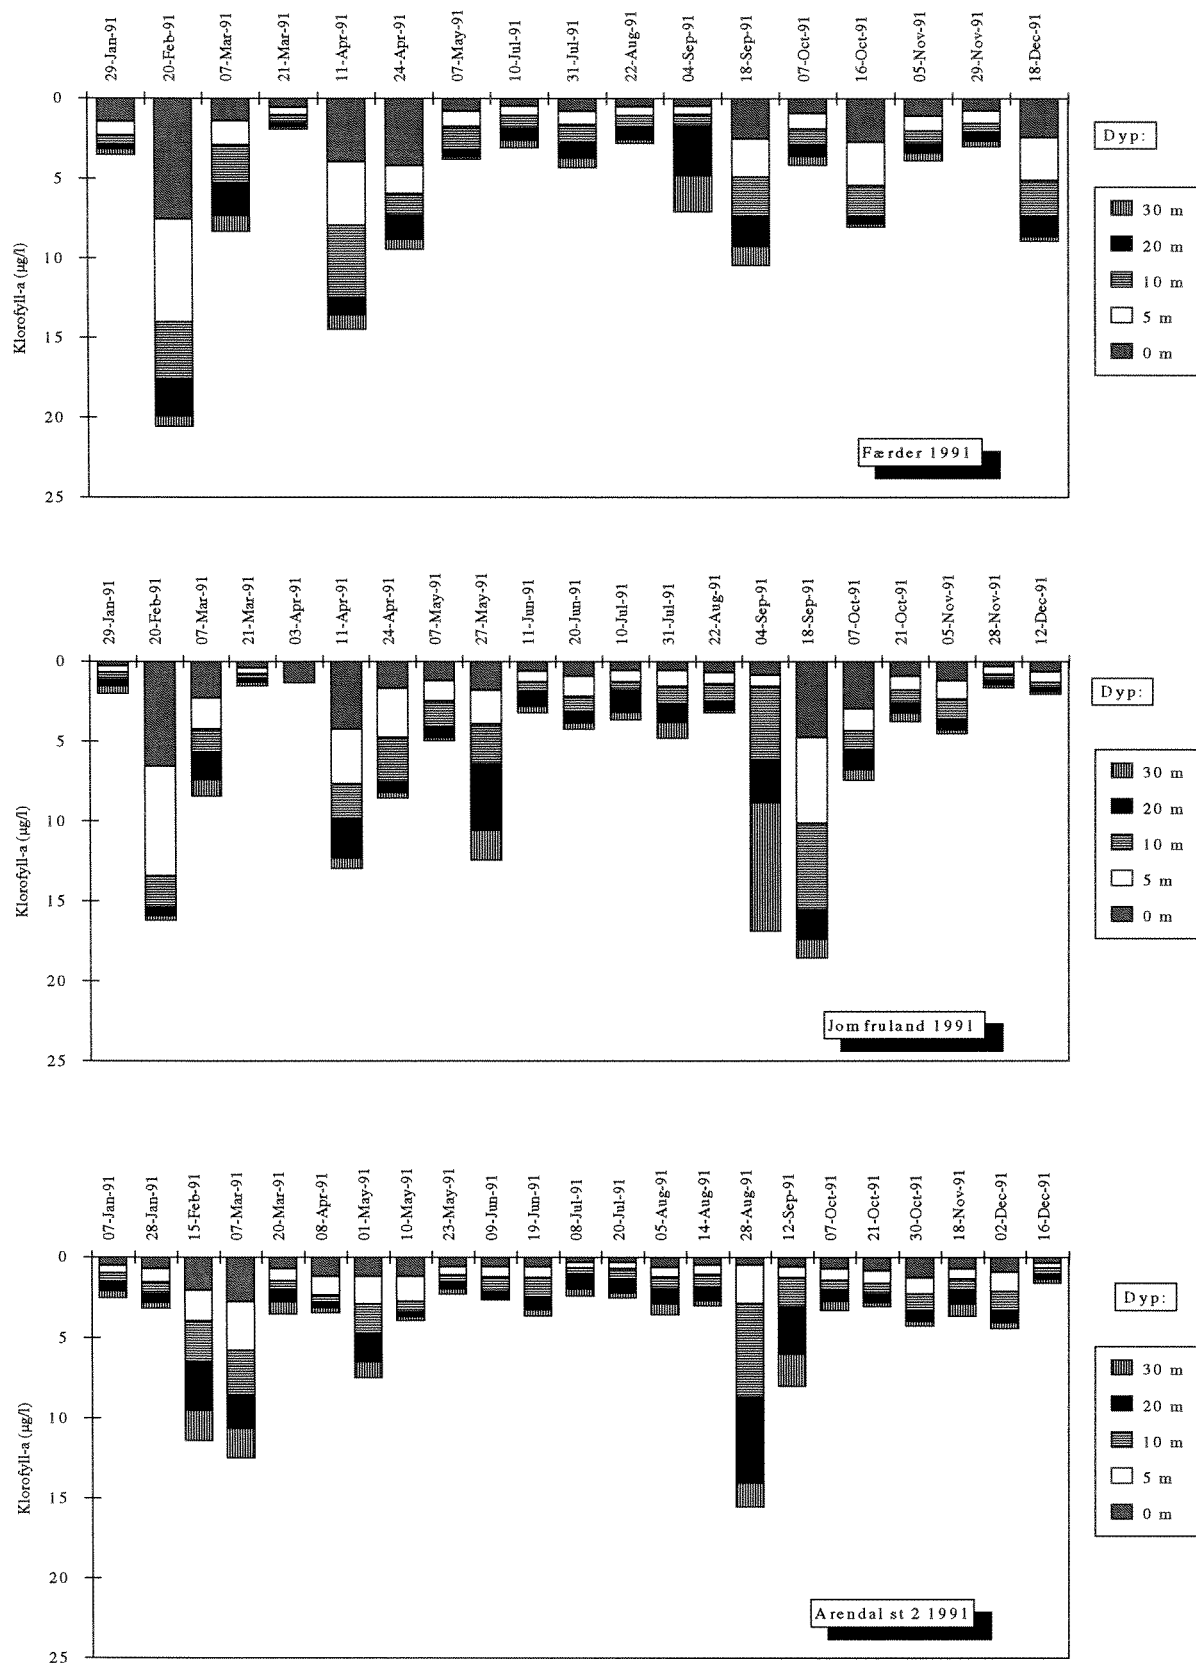 29-Jan-91
20-Feb-91
07-Mar-91
21-Mar-91
11-Apr-91
24-Apr-91
07-May-91
10-Jul-91
31-Jul-91
22-Aug-91
04-Sep-91
18-Sep-91
07-Oct-91
16-Oct-91
05-Nov-91
29-Nov-91
18-Dec-91
0
5
10
15
20
25
Klorofyll-a (µg/l)
Dyp:
30 m
20 m
10 m
5 m
0 m
Færder 1991
29-Jan-91
20-Feb-91
07-Mar-91
21-Mar-91
03-Apr-91
11-Apr-91
24-Apr-91
07-May-91
27-May-91
11-Jun-91
20-Jun-91
10-Jul-91
31-Jul-91
22-Aug-91
04-Sep-91
18-Sep-91
07-Oct-91
21-Oct-91
05-Nov-91
28-Nov-91
12-Dec-91
0
5
10
15
20
25
Klorofyll-a (µg/l)
Dyp:
30 m
20 m
10 m
5 m
0 m
Jomfruland 1991
07-Jan-91
28-Jan-91
15-Feb-91
07-Mar-91
20-Mar-91
08-Apr-91
01-May-91
10-May-91
23-May-91
09-Jun-91
19-Jun-91
08-Jul-91
20-Jul-91
05-Aug-91
14-Aug-91
28-Aug-91
12-Sep-91
07-Oct-91
21-Oct-91
30-Oct-91
18-Nov-91
02-Dec-91
16-Dec-91
0
5
10
15
20
25
Klorofyll-a (µg/l)
Dyp:
30 m
20 m
10 m
5 m
0 m
Arendal st 2 1991